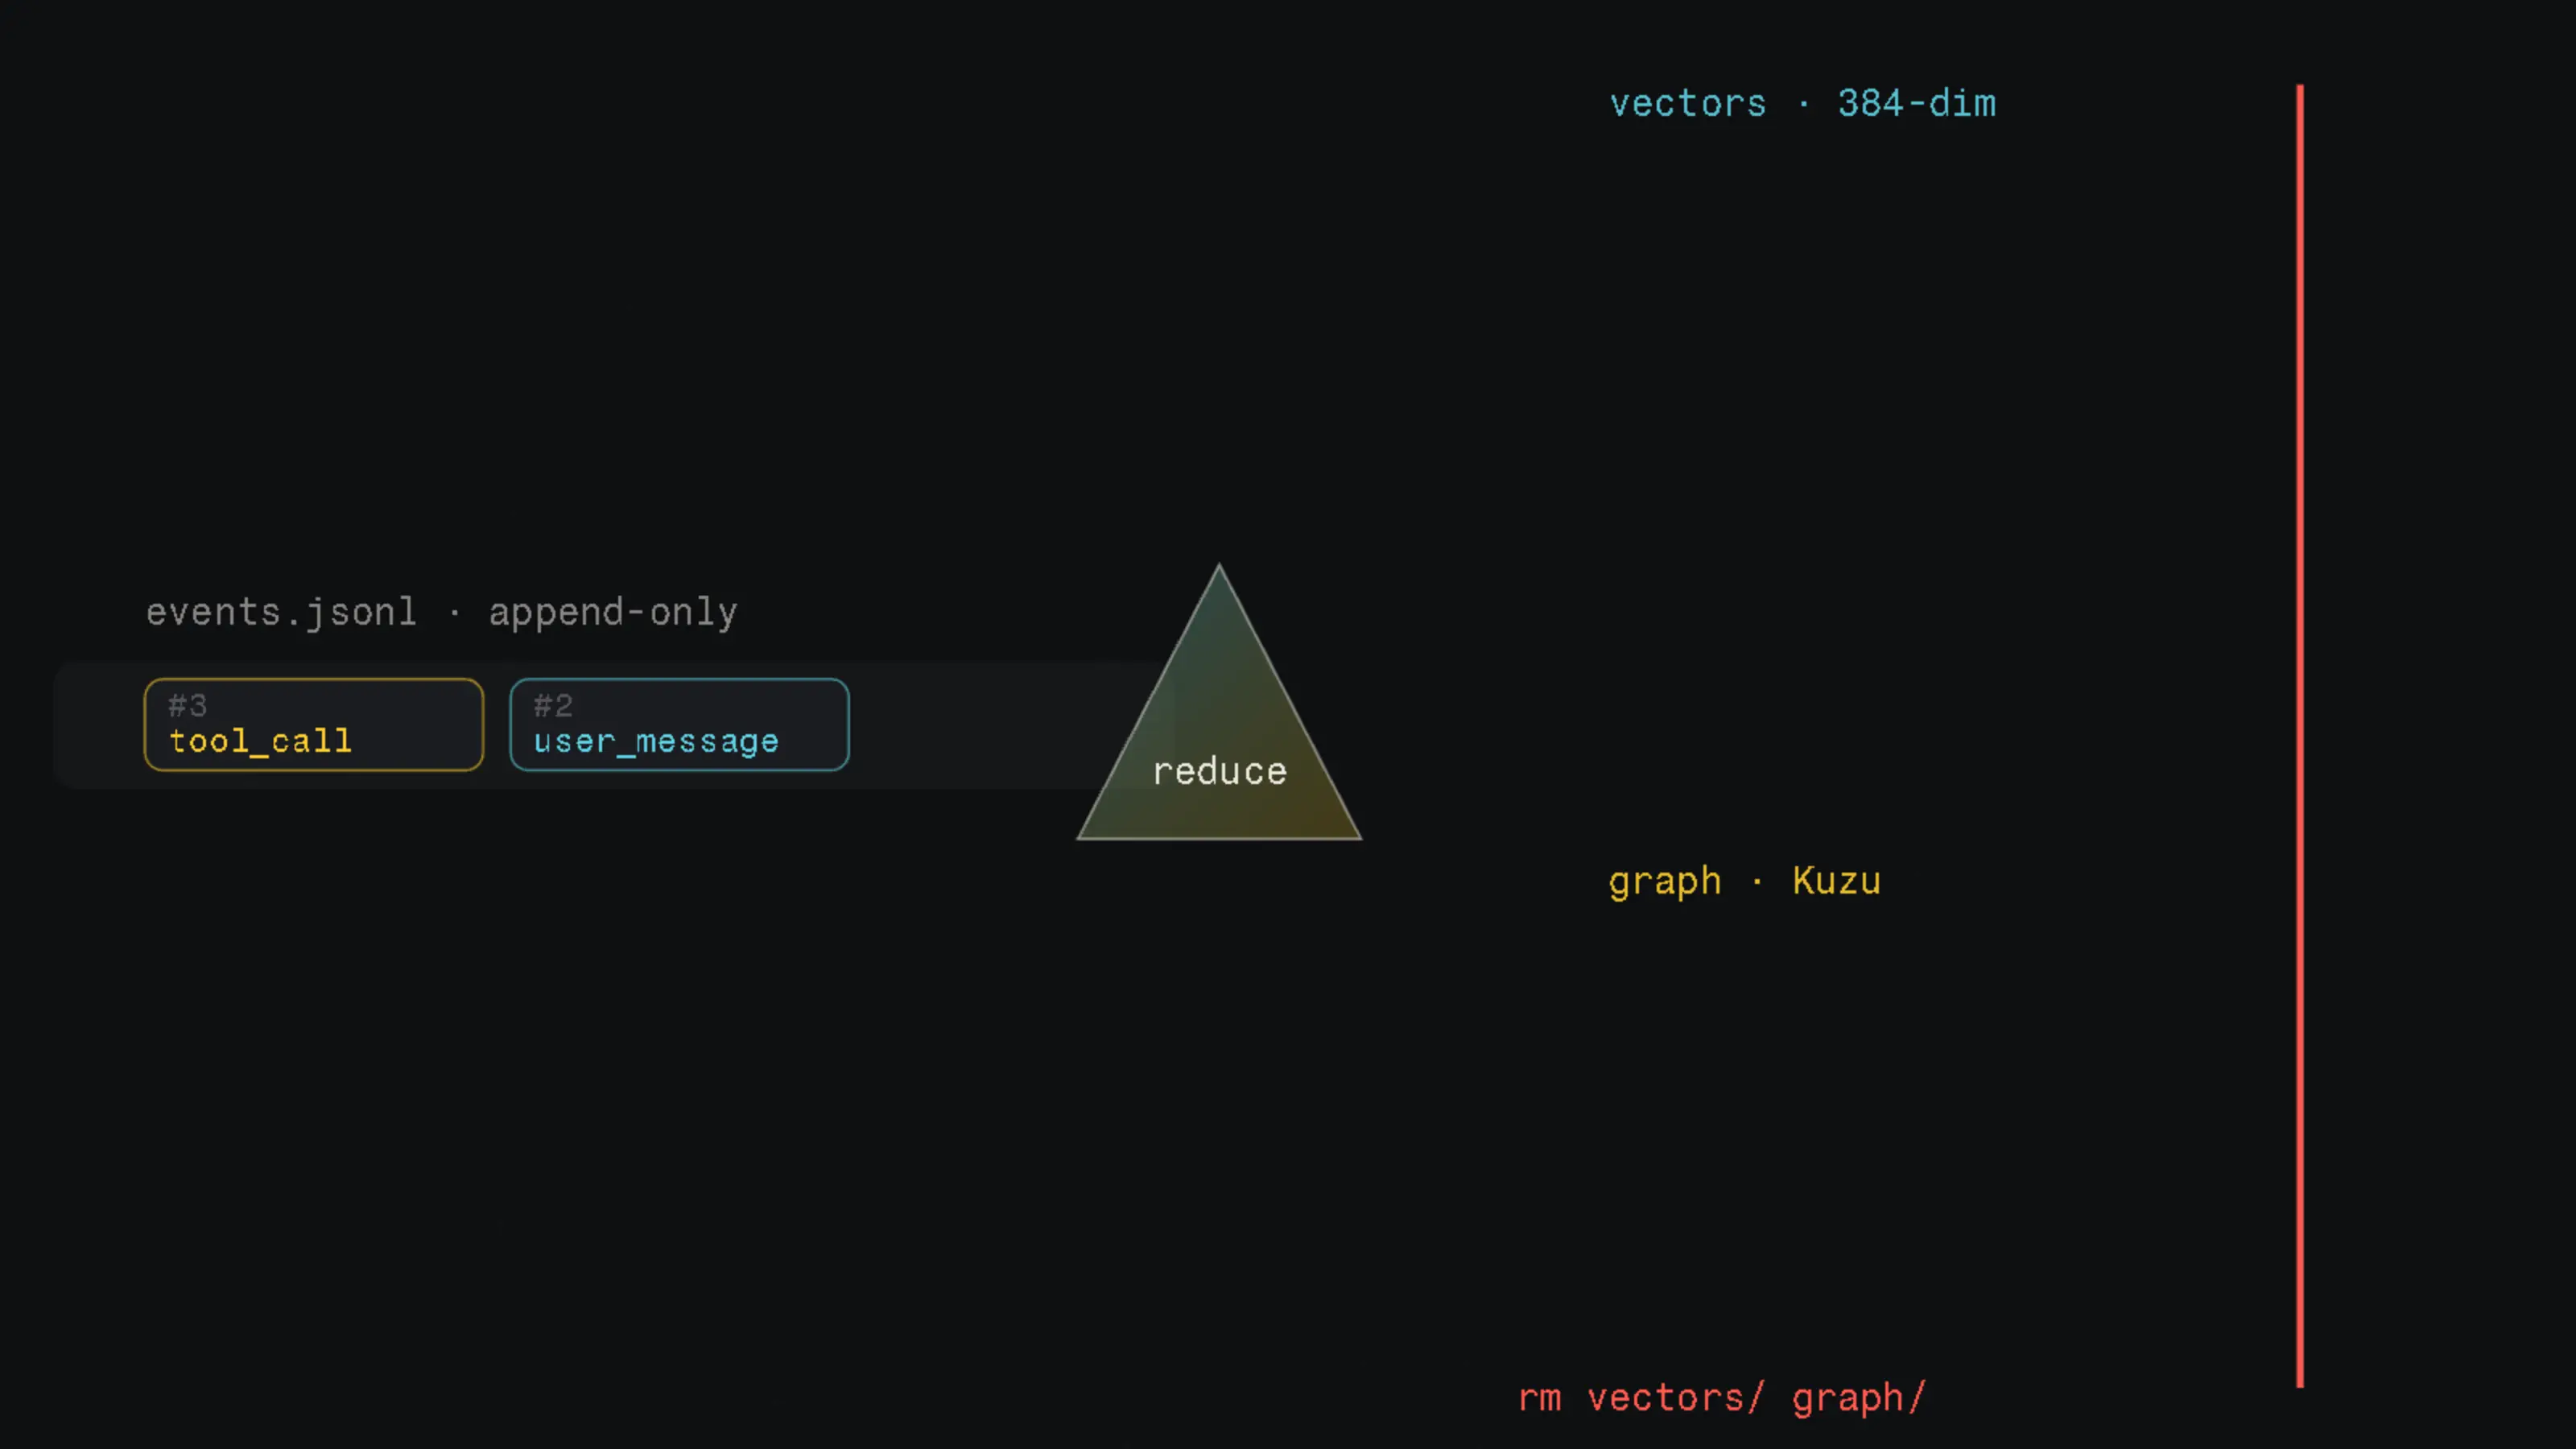 vectors · 384-dim
events.jsonl · append-only
#3
tool_call
#2
user_message
reduce
graph · Kuzu
rm vectors/ graph/